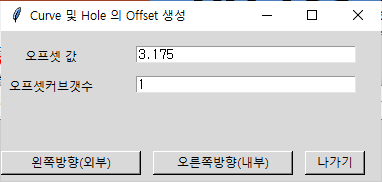 Curve 및 Hole 의 Offset 생성
오프셋 값 3.175
오프셋커브갯수 1
왼쪽방향(외부) 오른쪽방향(내부) 나가기